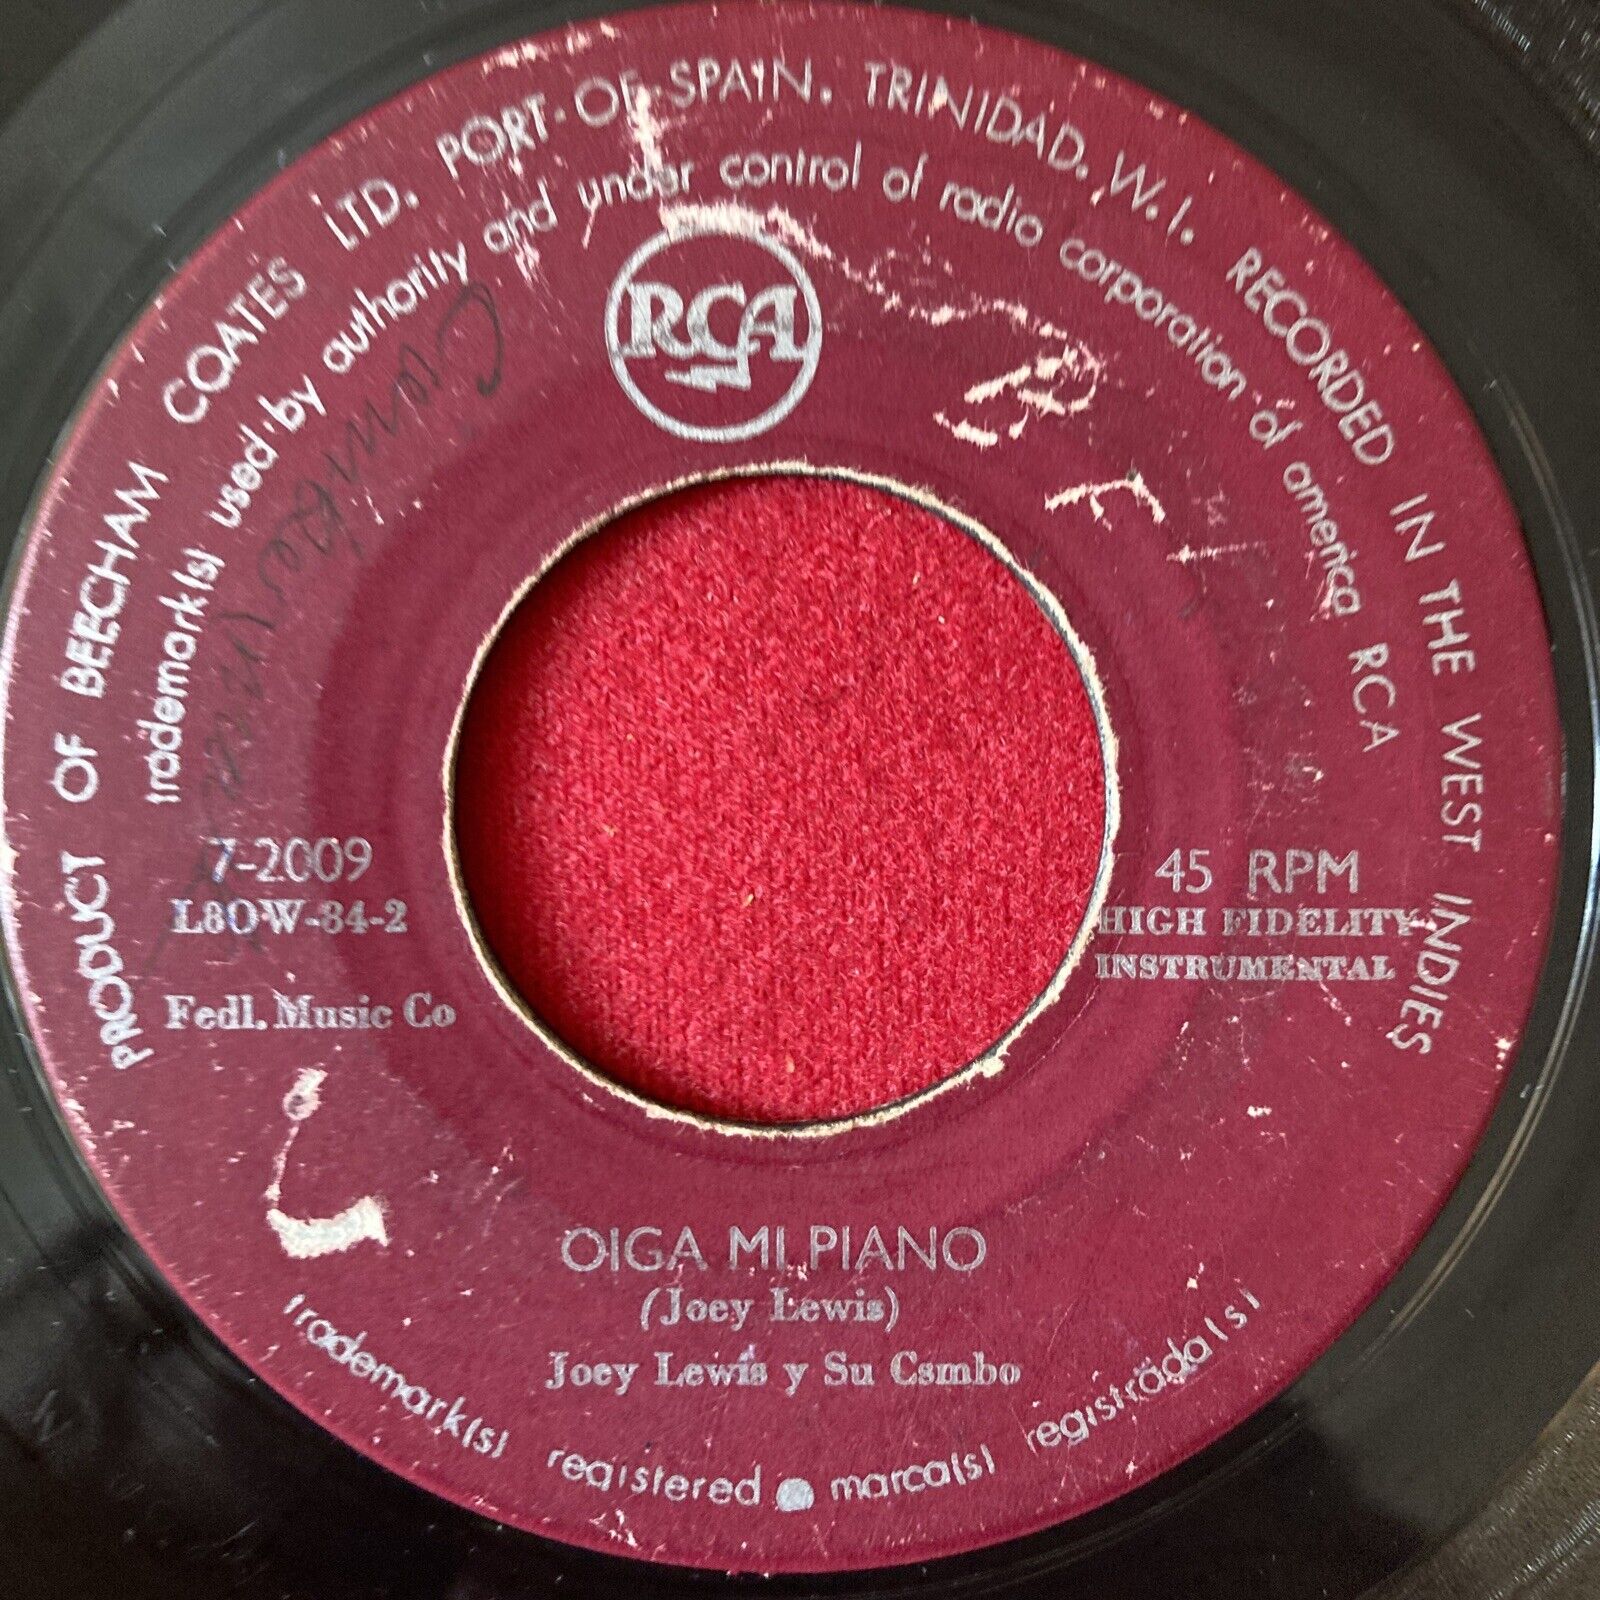 PRODUCT OF BEECHAM COATES LTD. PORT-OF-SPAIN. TRINIDAD. W.I. RECORDED IN THE WEST INDIES
trademark(s) used by authority and under control of radio corporation of america RCA
RCA
7-2009
L8OW-84-2
Fedl. Music Co
45 RPM
HIGH FIDELITY
INSTRUMENTAL
OIGA MI PIANO
(Joey Lewis)
Joey Lewis y Su Csmbo
trademark(s) registered ● marca(s) registrada(s)